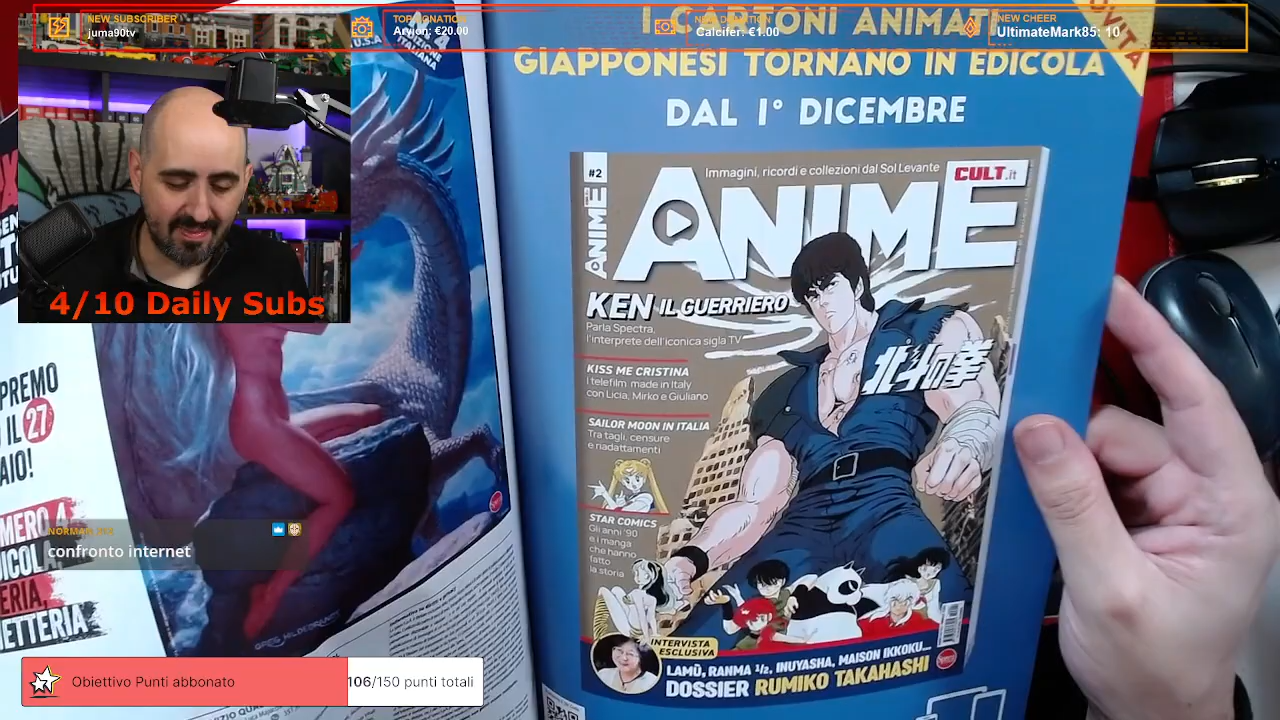 NEW SUBSCRIBER
juma90tv
TOP DONATION
Aryion: €20.00
NEW DONATION
Calcifer: €1.00
NEW CHEER
UltimateMark85: 10
4/10 Daily Subs
U.S.A.
ITALIANA
I CARTONI ANIMATI
GIAPPONESI TORNANO IN EDICOLA
DAL 1° DICEMBRE
#2
ANIME
Immagini, ricordi e collezioni dal Sol Levante
CULT.it
ANIME
KEN IL GUERRIERO
Parla Spectra,
l'interprete dell'iconica sigla TV
北斗の拳
KISS ME CRISTINA
I telefilm made in Italy
con Licia, Mirko e Giuliano
SAILOR MOON IN ITALIA
Tra tagli, censure
e riadattamenti
STAR COMICS
Gli anni '90
e i manga
che hanno
fatto
la storia
INTERVISTA
ESCLUSIVA
LAMÙ, RANMA ½, INUYASHA, MAISON IKKOKU...
DOSSIER RUMIKO TAKAHASHI
IL 27
AIO!
MERO 4
GREG HILDEBRANDT
confronto internet
Obiettivo Punti abbonato
106/150 punti totali